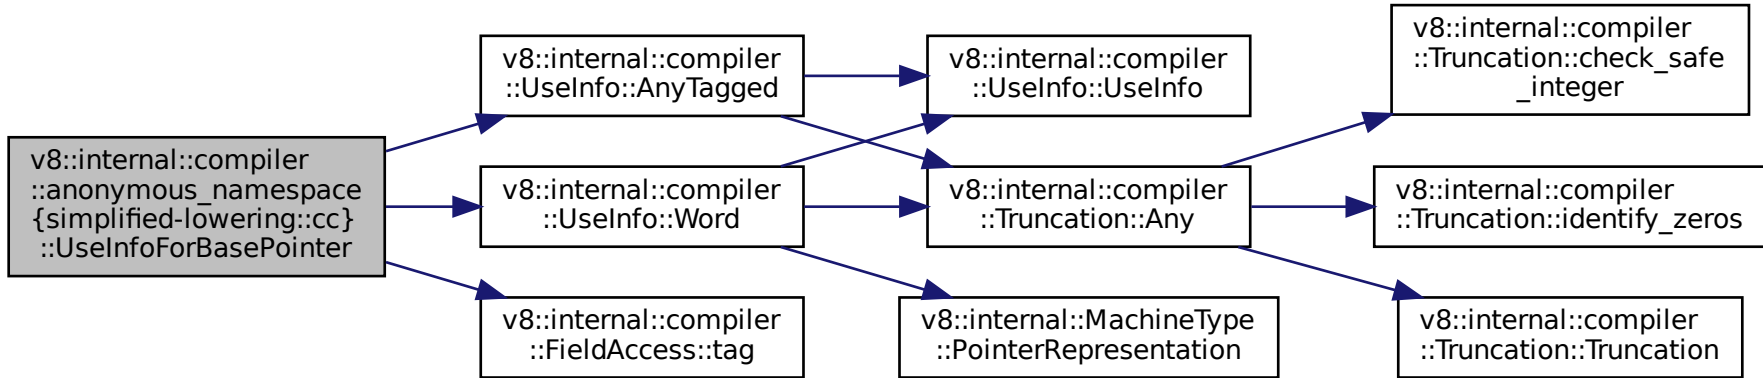 v8::internal::compiler
::anonymous_namespace
{simplified-lowering::cc}
::UseInfoForBasePointer
v8::internal::compiler
::UseInfo::AnyTagged
v8::internal::compiler
::UseInfo::Word
v8::internal::compiler
::FieldAccess::tag
v8::internal::compiler
::UseInfo::UseInfo
v8::internal::compiler
::Truncation::Any
v8::internal::MachineType
::PointerRepresentation
v8::internal::compiler
::Truncation::check_safe
_integer
v8::internal::compiler
::Truncation::identify_zeros
v8::internal::compiler
::Truncation::Truncation